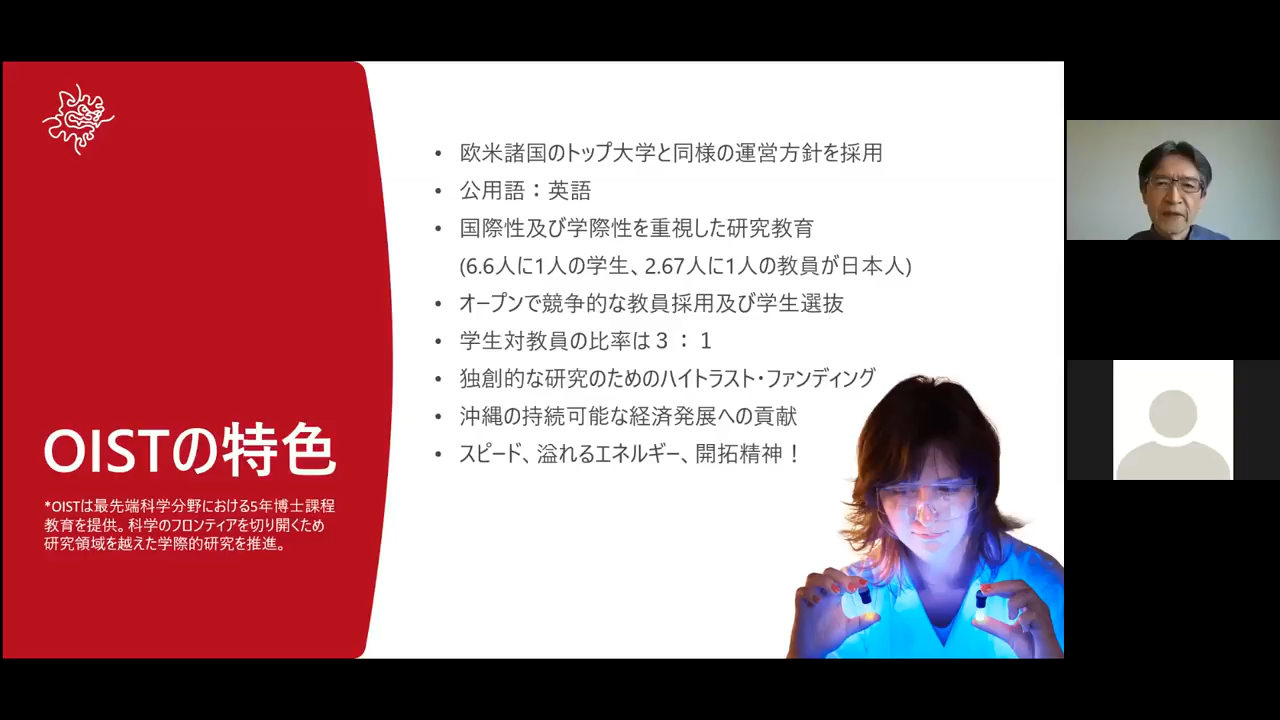 OISTの特色
*OISTは最先端科学分野における5年博士課程
教育を提供。科学のフロンティアを切り開くため
研究領域を越えた学際的研究を推進。
• 欧米諸国のトップ大学と同様の運営方針を採用
• 公用語：英語
• 国際性及び学際性を重視した研究教育
(6.6人に1人の学生、2.67人に1人の教員が日本人)
• オープンで競争的な教員採用及び学生選抜
• 学生対教員の比率は３：１
• 独創的な研究のためのハイトラスト・ファンディング
• 沖縄の持続可能な経済発展への貢献
• スピード、溢れるエネルギー、開拓精神！